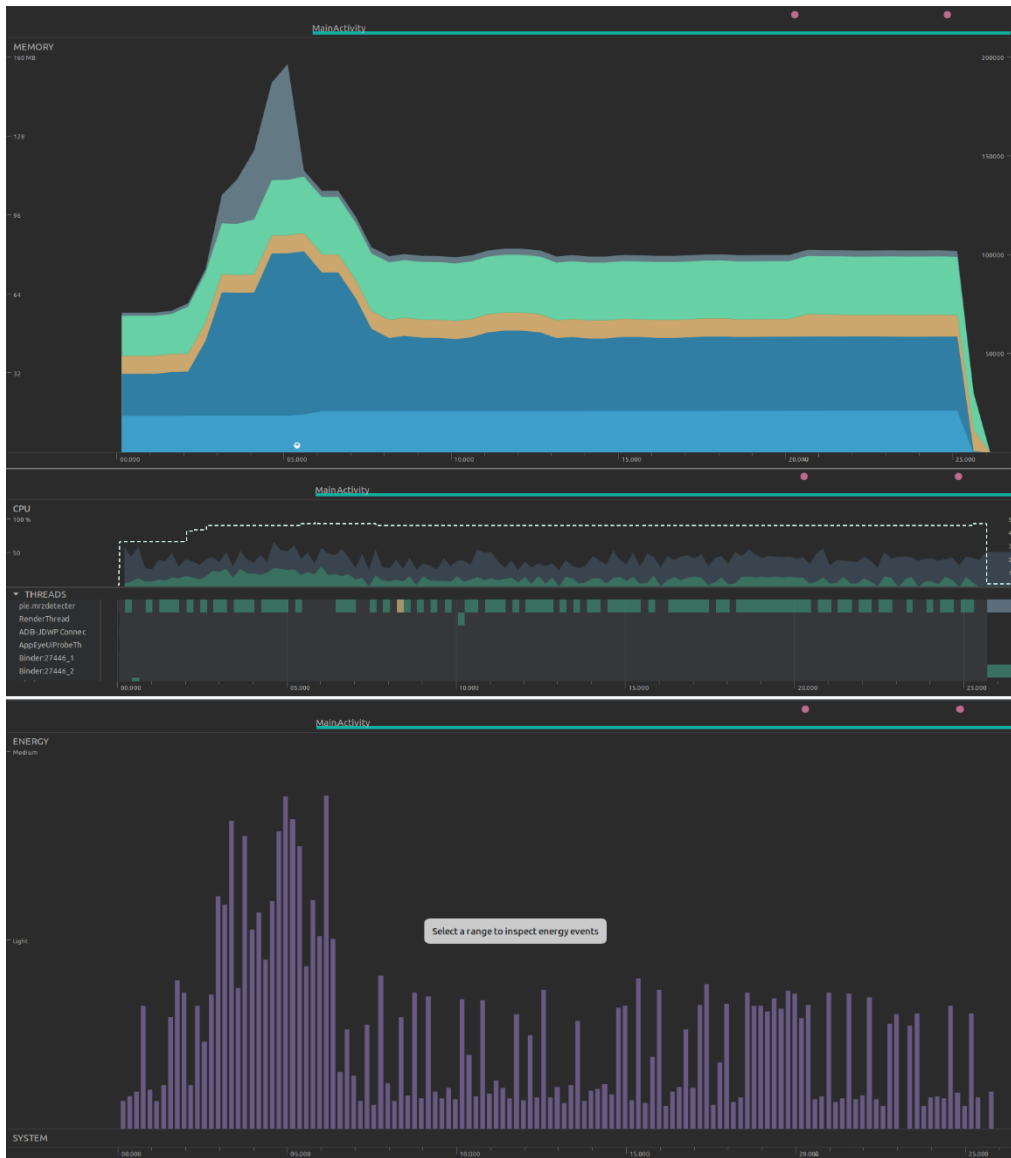 MainActivity
MEMORY
160 MB
200000
128
150000
96
100000
64
50000
32
00.000 05.000 10.000 15.000 20.000 25.000
MainActivity
CPU
100 %
50
THREADS
ple.mrzdetecter
RenderThread
ADB-JDWP Connec
AppEyeUiProbeTh
Binder:27446_1
Binder:27446_2
00.000 05.000 10.000 15.000 20.000 25.000
MainActivity
ENERGY
Medium
Select a range to inspect energy events
Light
SYSTEM
00.000 05.000 10.000 15.000 20.000 25.000